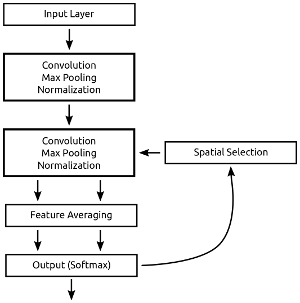 Input Layer
Convolution
Max Pooling
Normalization
Convolution
Max Pooling
Normalization
Spatial Selection
Feature Averaging
Output (Softmax)